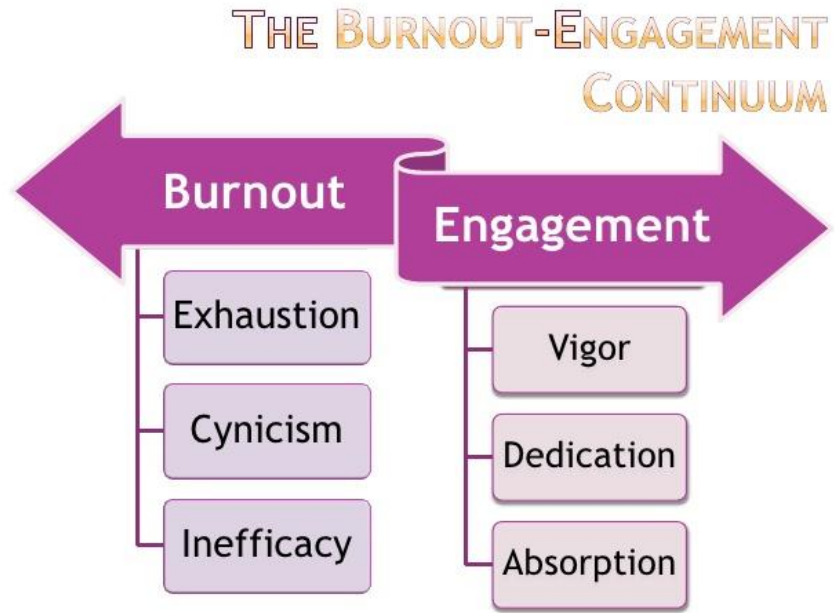 THE BURNOUT-ENGAGEMENT
CONTINUUM
Burnout
Exhaustion
Cynicism
Inefficacy
Engagement
Vigor
Dedication
Absorption